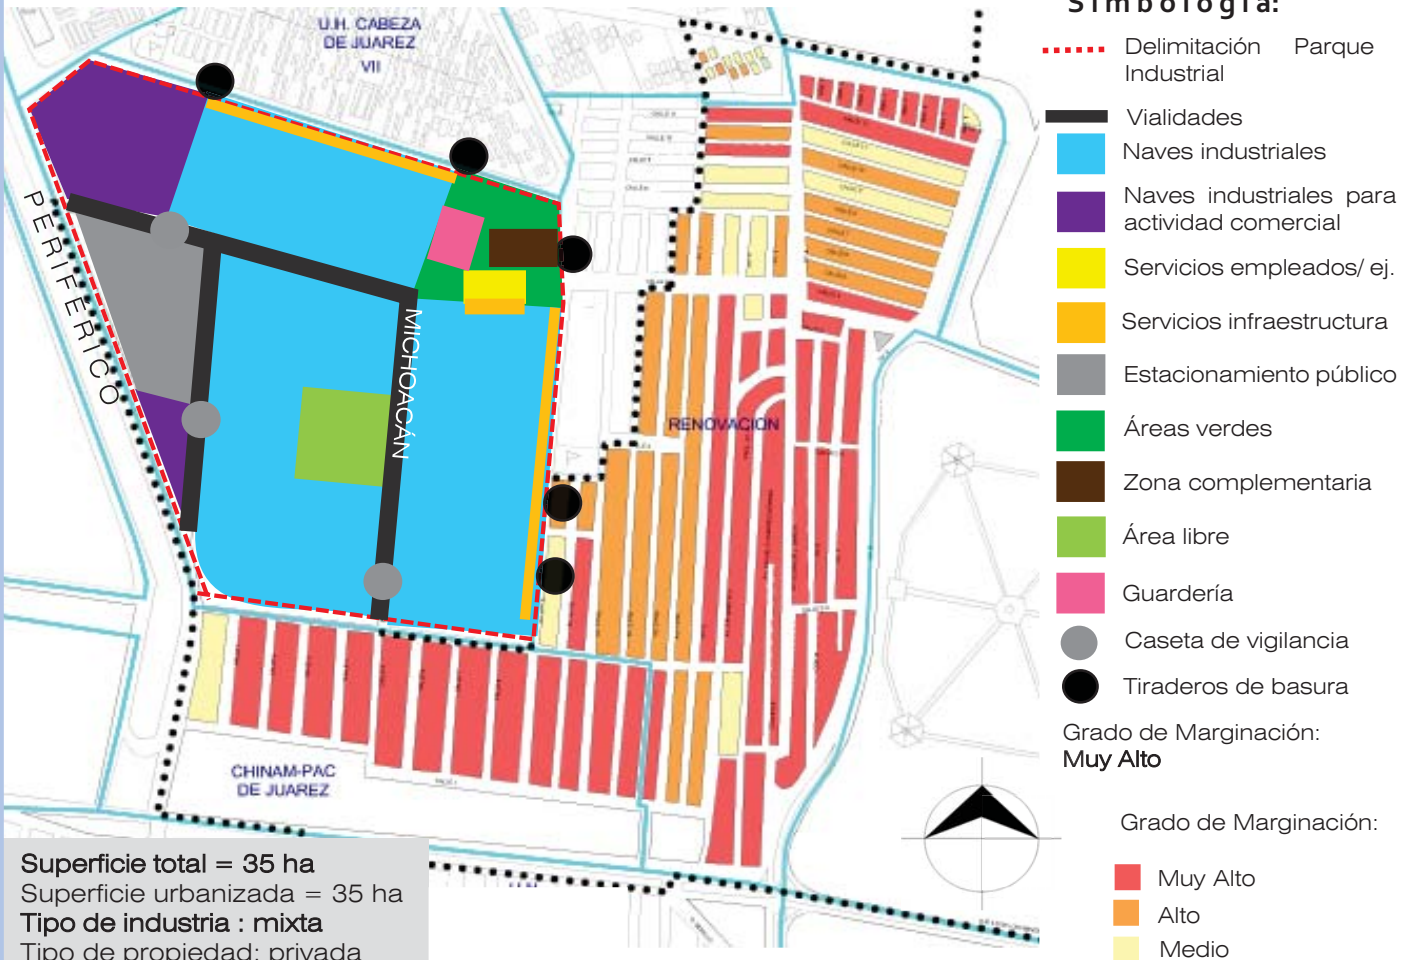 Simbología:
Delimitación Parque
Industrial
Vialidades
Naves industriales
Naves industriales para
actividad comercial
Servicios empleados/ ej.
Servicios infraestructura
Estacionamiento público
Áreas verdes
Zona complementaria
Área libre
Guardería
Caseta de vigilancia
Tiraderos de basura
Grado de Marginación:
Muy Alto
Grado de Marginación:
Muy Alto
Alto
Medio
U.H. CABEZA
DE JUAREZ
VII
PERIFERICO
MICHOACÁN
RENOVACION
CHINAM-PAC
DE JUAREZ
Superficie total = 35 ha
Superficie urbanizada = 35 ha
Tipo de industria : mixta
Tipo de propiedad: privada